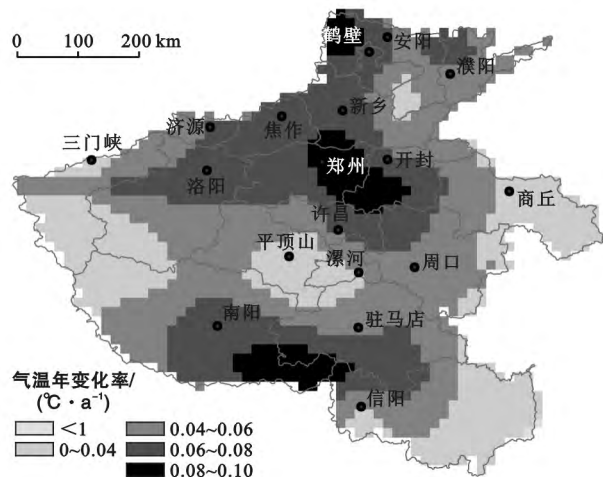 0 100 200 km
鹤壁
安阳
濮阳
新乡
焦作
济源
三门峡
郑州
开封
洛阳
商丘
许昌
平顶山
漯河
周口
南阳
驻马店
信阳
气温年变化率/
(℃·a⁻¹)
<1
0~0.04
0.04~0.06
0.06~0.08
0.08~0.10